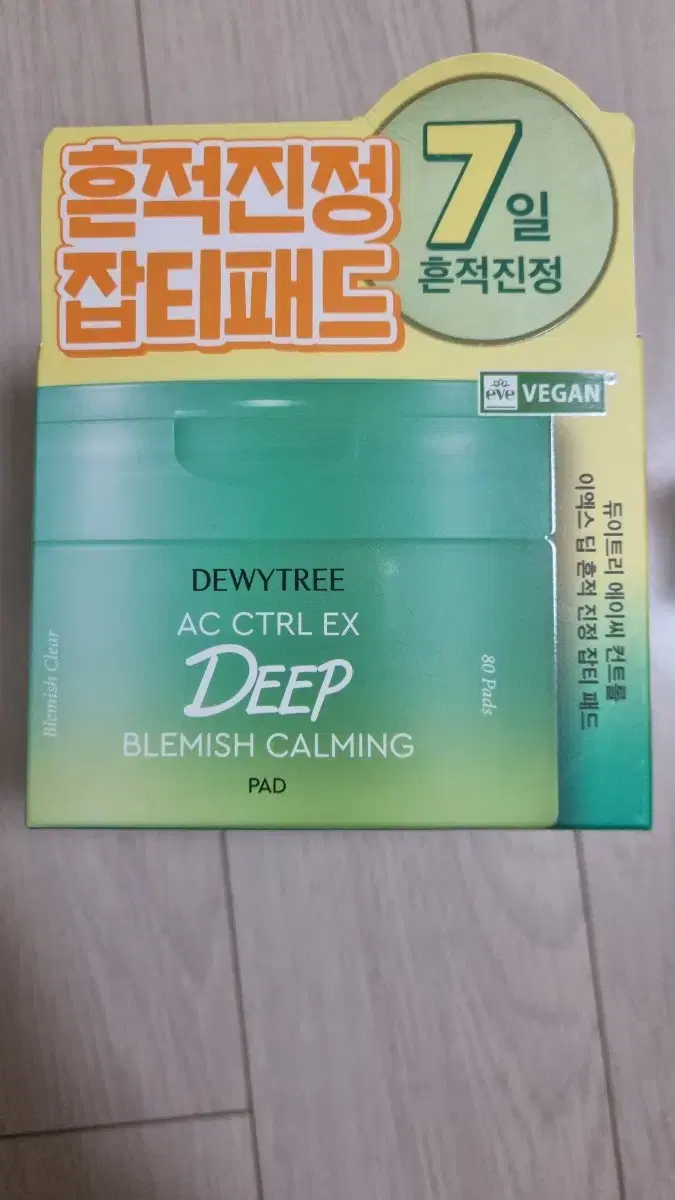 흔적진정
잡티패드
7일
흔적진정
eve VEGAN
DEWYTREE
AC CTRL EX
DEEP
BLEMISH CALMING
PAD
Blemish Clear
80 Pads
듀이트리 에이씨 컨트롤
이엑스 딥 흔적 진정 잡티 패드